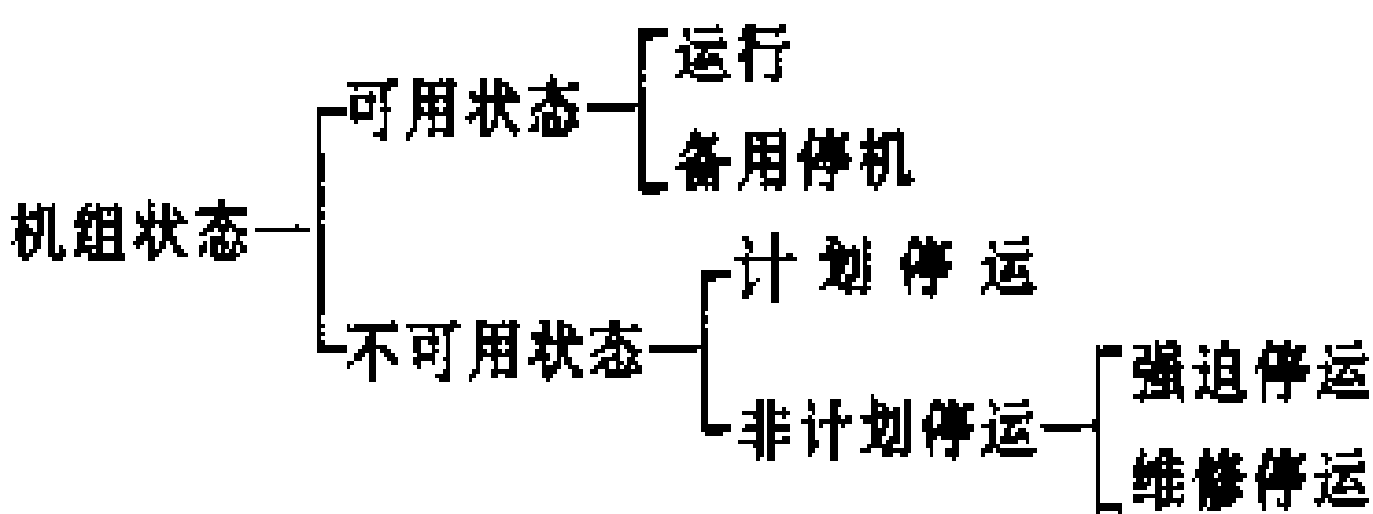 运行
可用状态
备用停机
机组状态
计划停运
不可用状态
强迫停运
非计划停运
维修停运